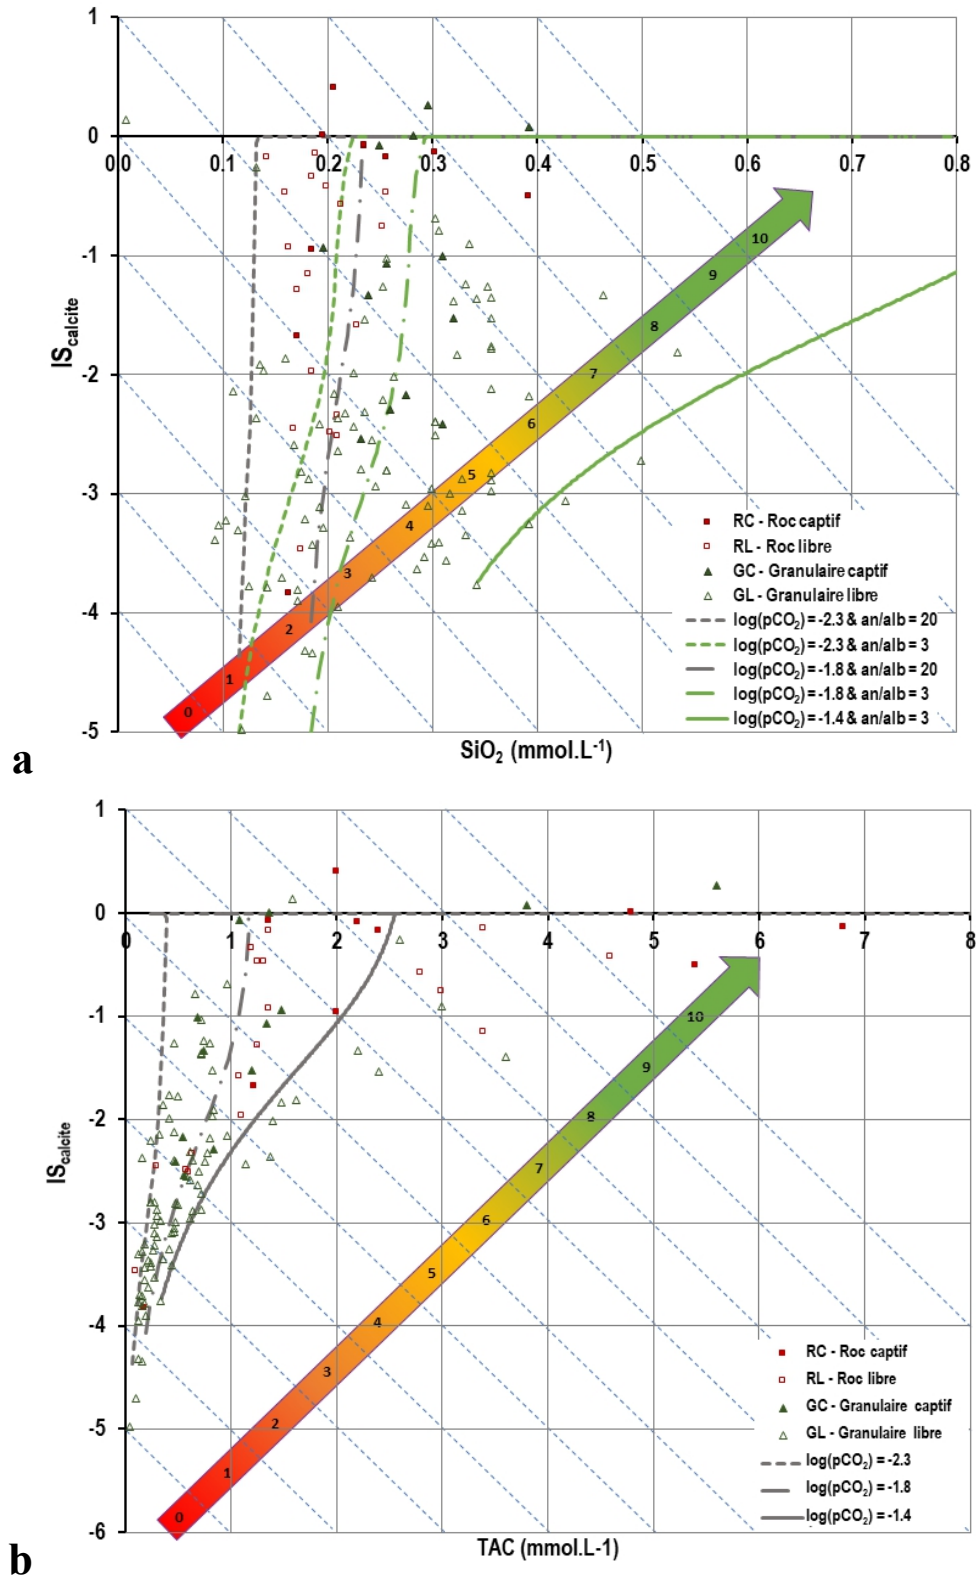 1
0
0.0 0.1 0.2 0.3 0.4 0.5 0.6 0.7 0.8
-1
-2
-3
-4
-5
IS calcite
10
9
8
7
6
5
4
3
2
1
0
RC - Roc captif
RL - Roc libre
GC - Granulaire captif
GL - Granulaire libre
log(pCO₂) = -2.3 & an/alb = 20
log(pCO₂) = -2.3 & an/alb = 3
log(pCO₂) = -1.8 & an/alb = 20
log(pCO₂) = -1.8 & an/alb = 3
log(pCO₂) = -1.4 & an/alb = 3
SiO₂ (mmol.L⁻¹)
a
1
0
0 1 2 3 4 5 6 7 8
-1
-2
-3
-4
-5
-6
IS calcite
10
9
8
7
6
5
4
3
2
1
0
RC - Roc captif
RL - Roc libre
GC - Granulaire captif
GL - Granulaire libre
log(pCO₂) = -2.3
log(pCO₂) = -1.8
log(pCO₂) = -1.4
TAC (mmol.L-1)
b